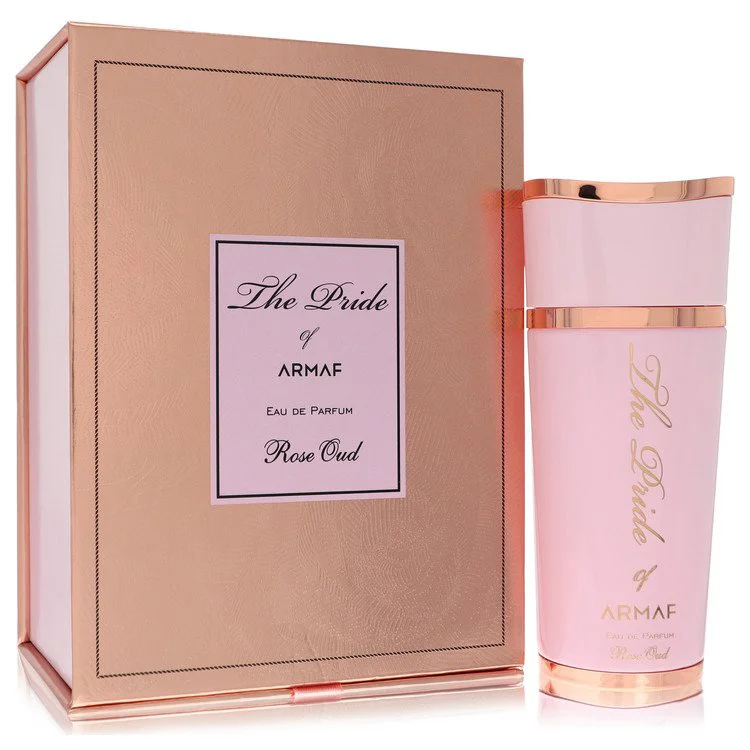 The Pride
of
ARMAF
EAU DE PARFUM
Rose Oud
The Pride of
ARMAF
EAU DE PARFUM
Rose Oud